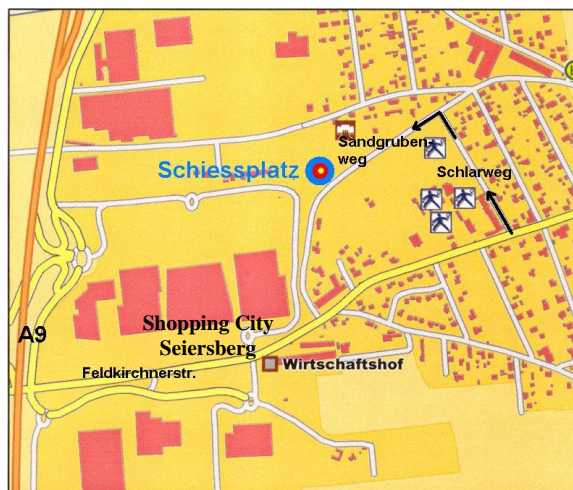 Sandgruben-
weg
Schiessplatz
Schlarweg
Shopping City
Seiersberg
A9
Wirtschaftshof
Feldkirchnerstr.